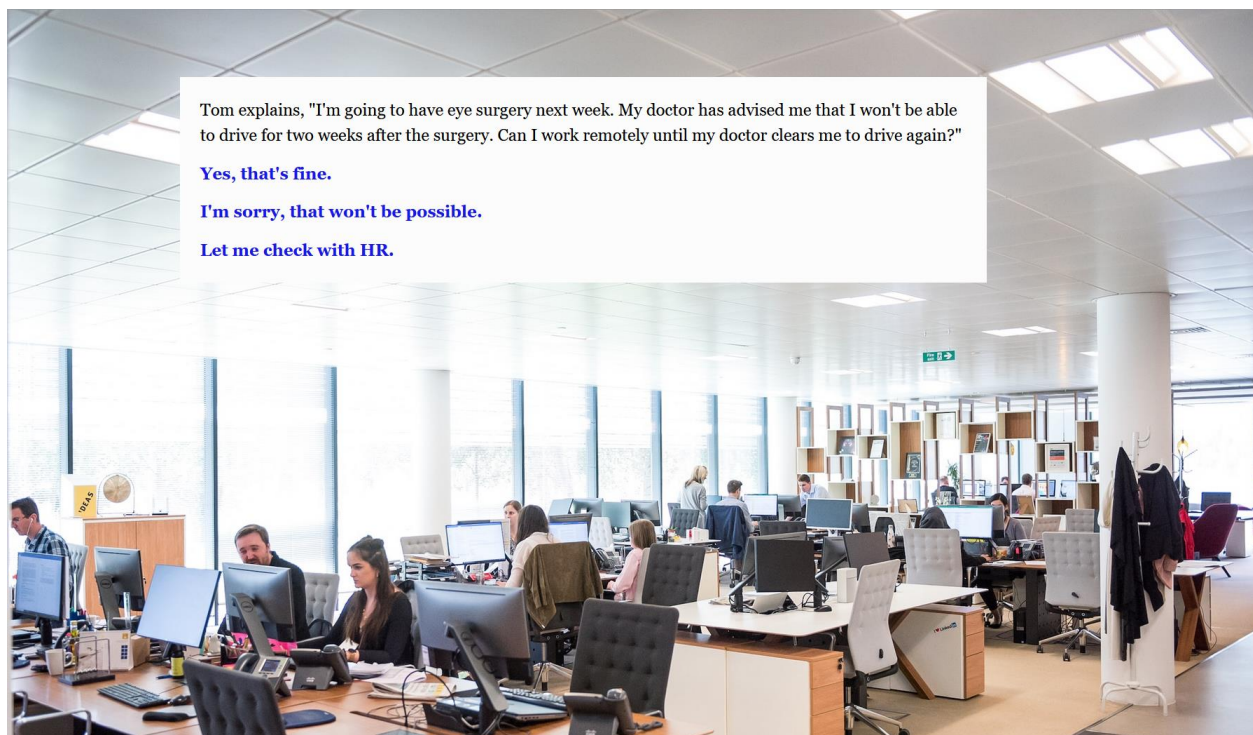 Tom explains, "I'm going to have eye surgery next week. My doctor has advised me that I won't be able
to drive for two weeks after the surgery. Can I work remotely until my doctor clears me to drive again?"
Yes, that's fine.
I'm sorry, that won't be possible.
Let me check with HR.
IDEAS